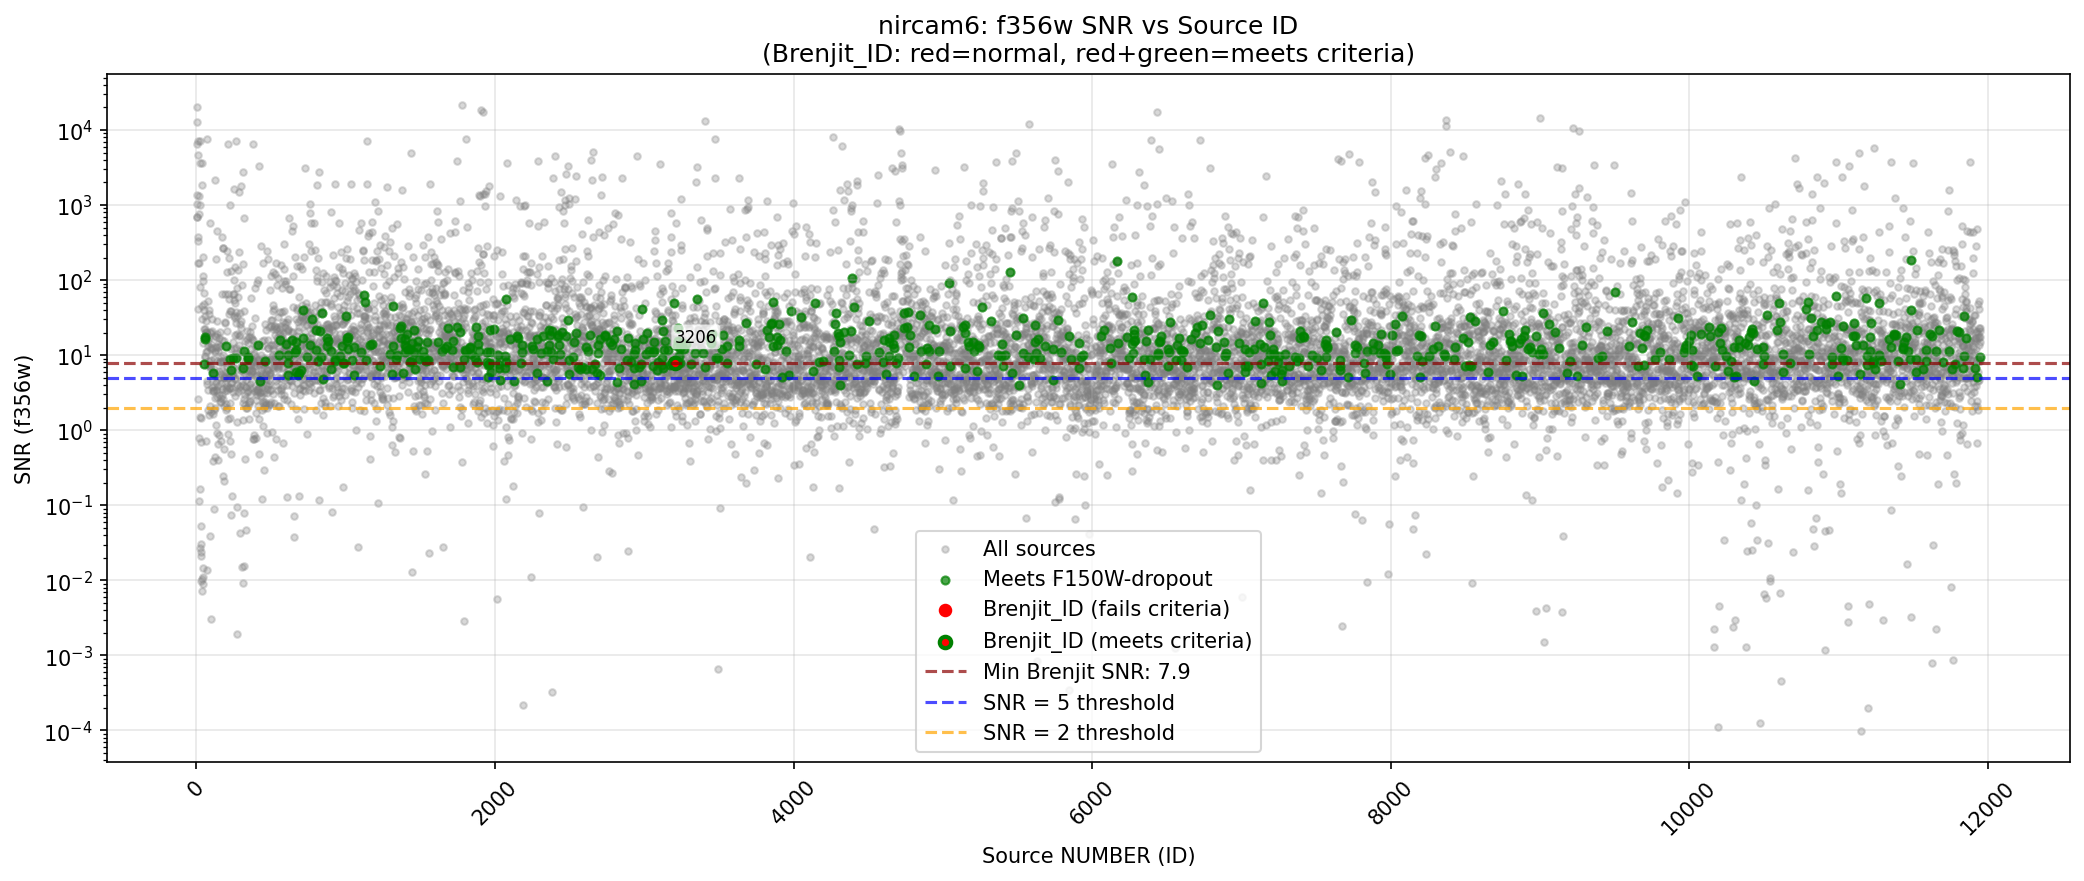 nircam6: f356w SNR vs Source ID
(Brenjit_ID: red=normal, red+green=meets criteria)
SNR (f356w)
10^4
10^3
10^2
10^1
10^0
10^-1
10^-2
10^-3
10^-4
3206
All sources
Meets F150W-dropout
Brenjit_ID (fails criteria)
Brenjit_ID (meets criteria)
Min Brenjit SNR: 7.9
SNR = 5 threshold
SNR = 2 threshold
0
2000
4000
6000
8000
10000
12000
Source NUMBER (ID)